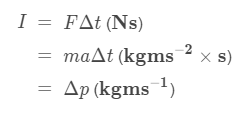 I = FΔt (Ns)
= maΔt (kgms⁻² × s)
= Δp (kgms⁻¹)